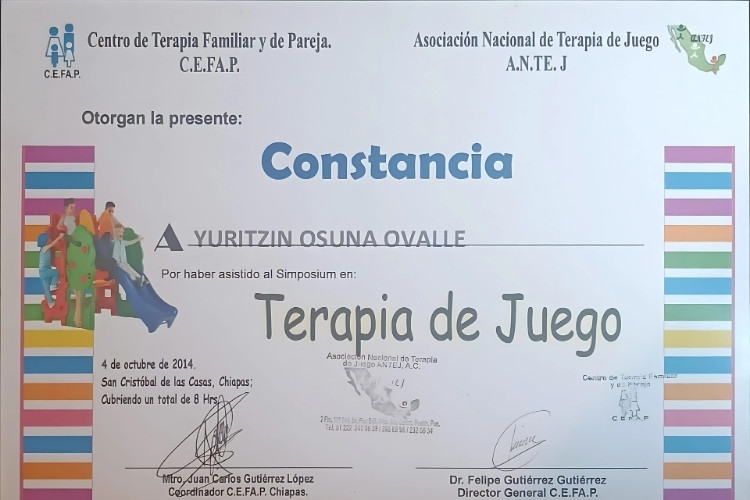 Centro de Terapia Familiar y de Pareja.
C.E.FA.P.
Asociación Nacional de Terapia de Juego
A.N.TE. J
C.E.FA.P.
ANTEJ
Otorgan la presente:
Constancia
A YURITZIN OSUNA OVALLE
Por haber asistido al Simposium en:
Terapia de Juego
4 de octubre de 2014.
San Cristóbal de las Casas, Chiapas;
Cubriendo un total de 8 Hrs.
Asociación Nacional de Terapia
de Juego ANTEJ, A.C.
Centro de Terapia Familiar
y de Pareja
C E F A P
Mtro. Juan Carlos Gutiérrez López
Coordinador C.E.FA.P. Chiapas.
Dr. Felipe Gutiérrez Gutiérrez
Director General C.E.FA.P.